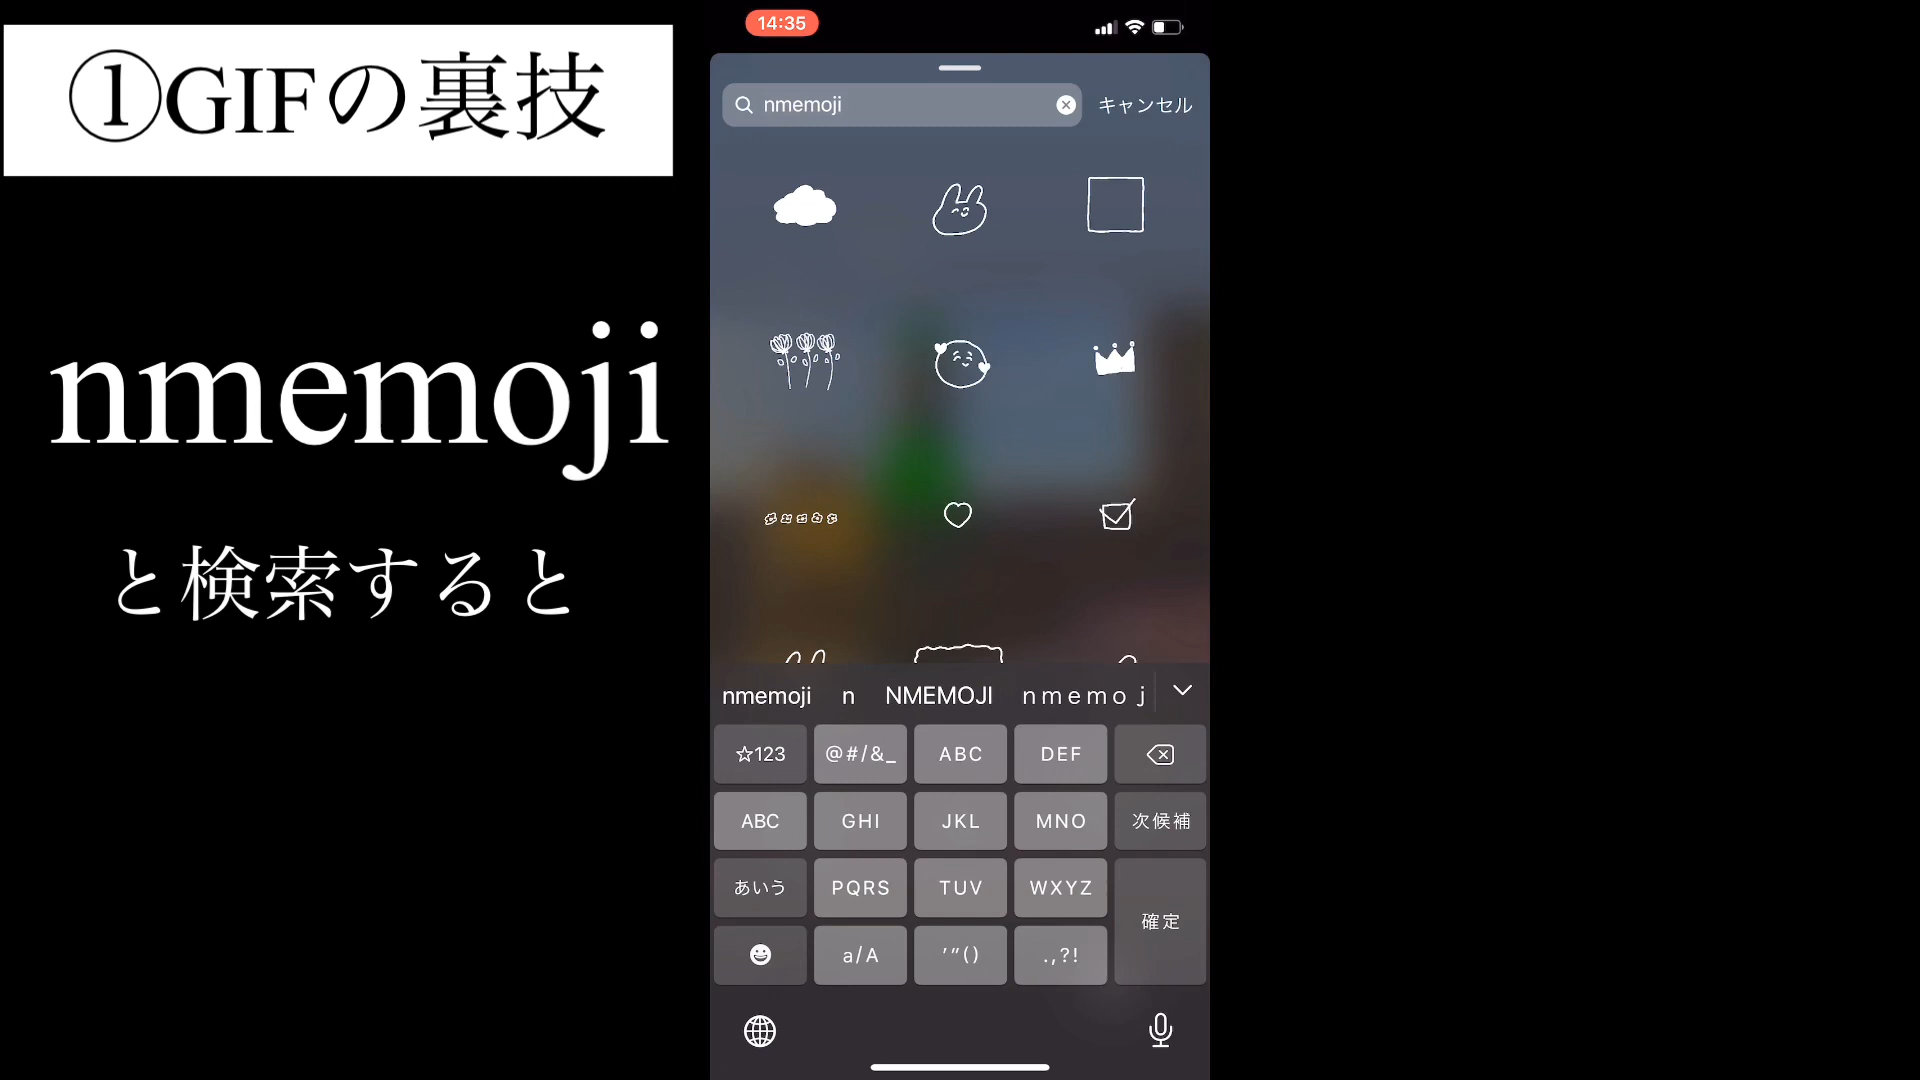 ①GIFの裏技
nmemoji
と検索すると
14:35
nmemoji
キャンセル
nmemoji n NMEMOJI ｎｍｅｍｏｊ
☆123 @#/&_ ABC DEF
ABC GHI JKL MNO 次候補
あいう PQRS TUV WXYZ
確定
a/A ’”() .,?!